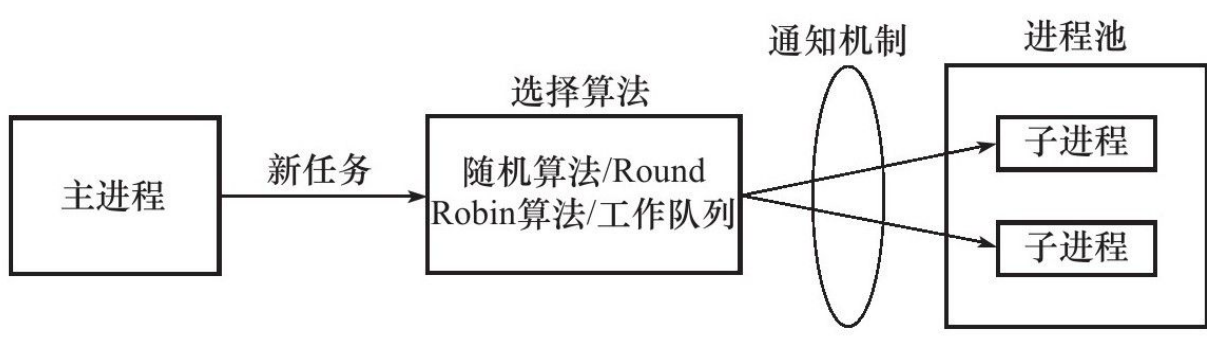 通知机制
进程池
选择算法
主进程
新任务
随机算法/Round
Robin算法/工作队列
子进程
子进程